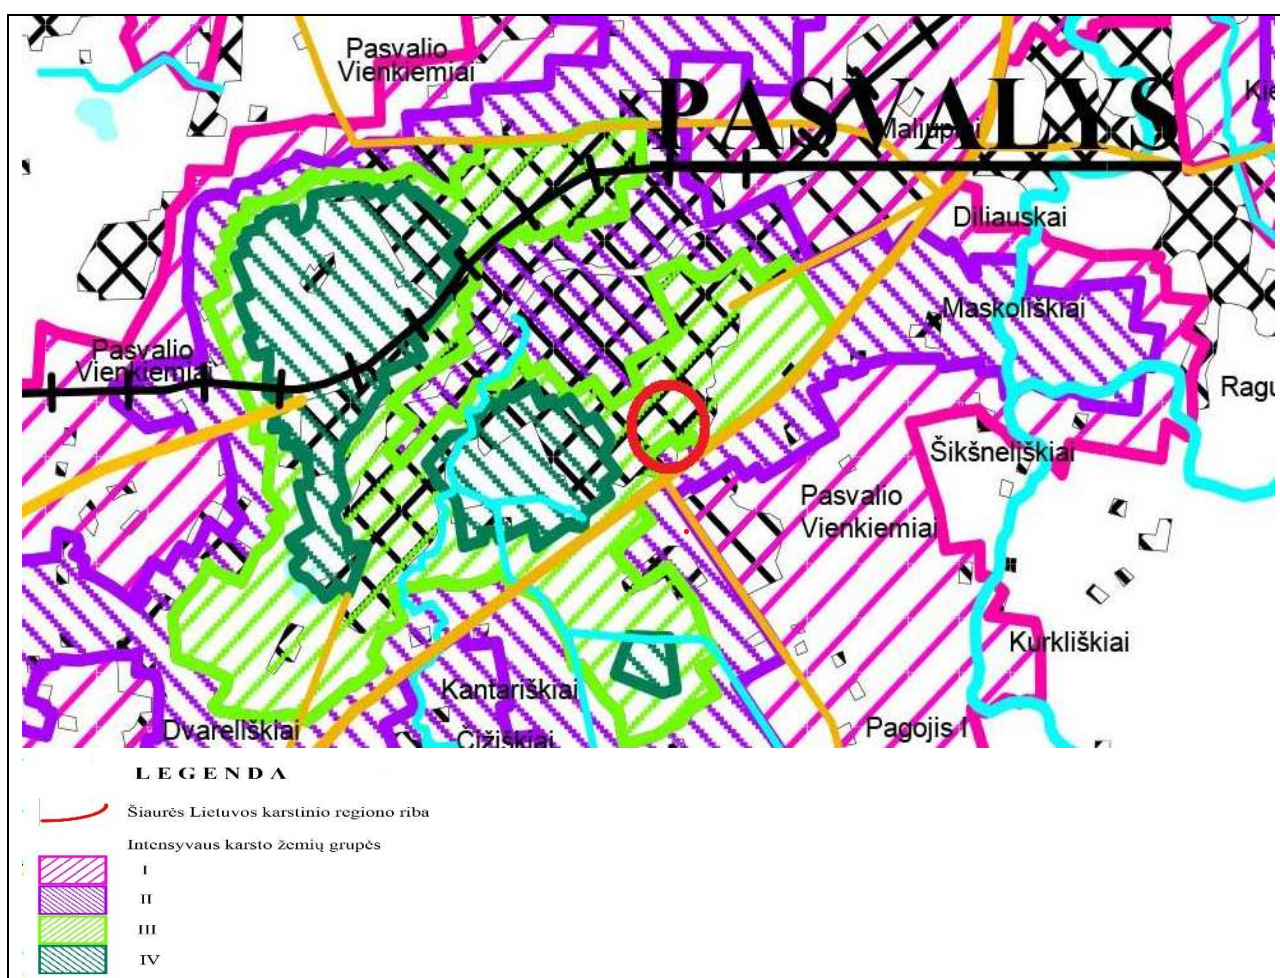 Pasvalio
Vienkiemiai
PASVALYS
Maliupiai
Diliauskai
Maskoliškiai
Pasvalio
Vienkiemiai
Šikšneliškiai
Pasvalio
Vienkiemiai
Kurkliškiai
Kantariškiai
Dvareliškiai
Čižiškiai
Pagojis I
LEGENDA
Šiaurės Lietuvos karstinio regiono riba
Intensyvaus karsto žemių grupės
I
II
III
IV